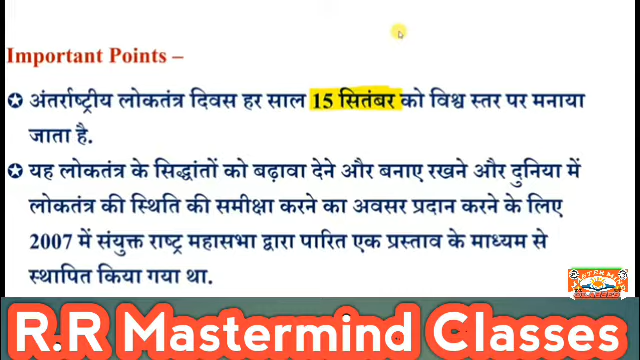 Important Points –
✪ अंतर्राष्ट्रीय लोकतंत्र दिवस हर साल 15 सितंबर को विश्व स्तर पर मनाया
जाता है.
✪ यह लोकतंत्र के सिद्धांतों को बढ़ावा देने और बनाए रखने और दुनिया में
लोकतंत्र की स्थिति की समीक्षा करने का अवसर प्रदान करने के लिए
2007 में संयुक्त राष्ट्र महासभा द्वारा पारित एक प्रस्ताव के माध्यम से
स्थापित किया गया था.
R.R Mastermind Classes